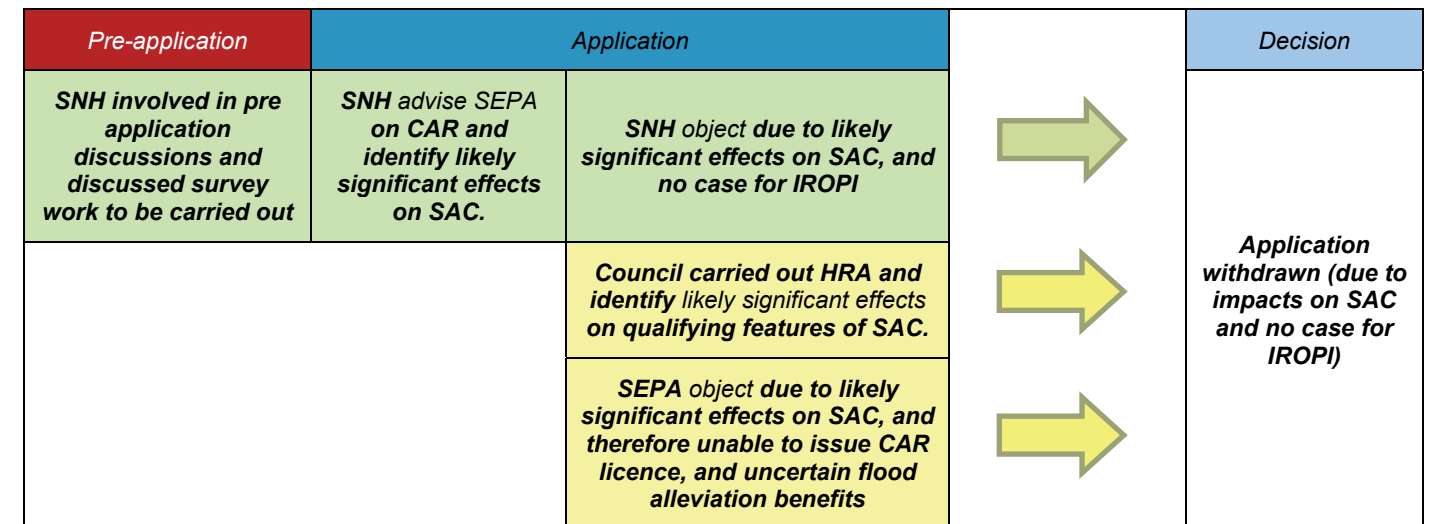 Pre-application
Application
Decision
SNH involved in pre
application
discussions and
discussed survey
work to be carried out
SNH advise SEPA
on CAR and
identify likely
significant effects
on SAC.
SNH object due to likely
significant effects on SAC, and
no case for IROPI
Council carried out HRA and
identify likely significant effects
on qualifying features of SAC.
SEPA object due to likely
significant effects on SAC, and
therefore unable to issue CAR
licence, and uncertain flood
alleviation benefits
Application
withdrawn (due to
impacts on SAC
and no case for
IROPI)